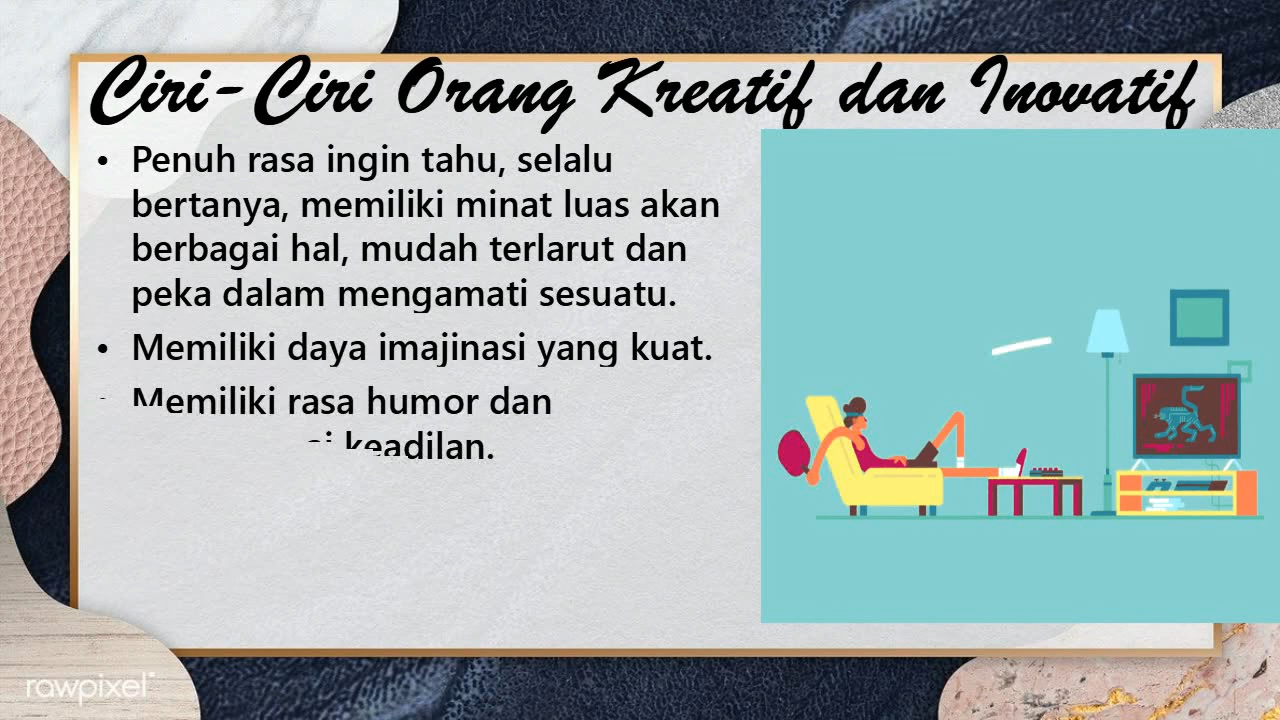 Ciri-Ciri Orang Kreatif dan Inovatif
• Penuh rasa ingin tahu, selalu
bertanya, memiliki minat luas akan
berbagai hal, mudah terlarut dan
peka dalam mengamati sesuatu.
• Memiliki daya imajinasi yang kuat.
Memiliki rasa humor dan
keadilan.
rawpixel